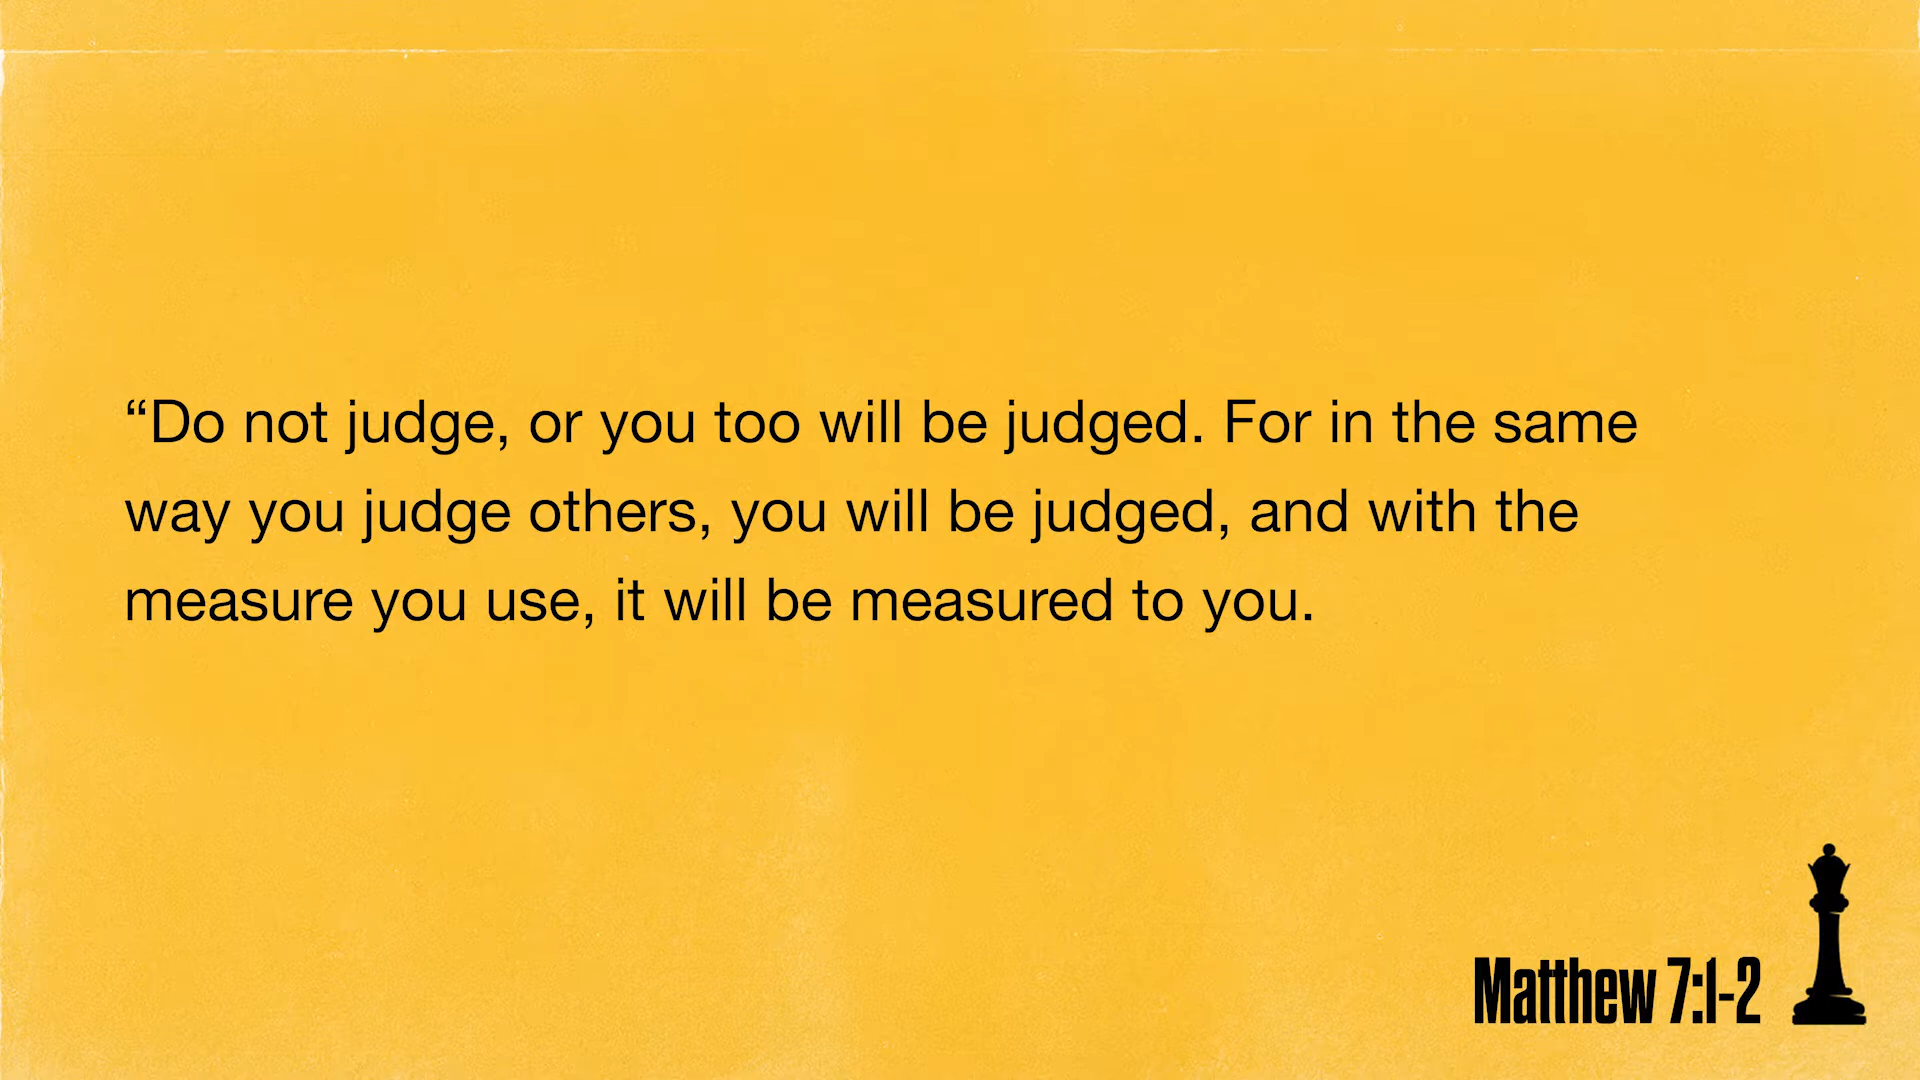 “Do not judge, or you too will be judged. For in the same
way you judge others, you will be judged, and with the
measure you use, it will be measured to you.
Matthew 7:1-2